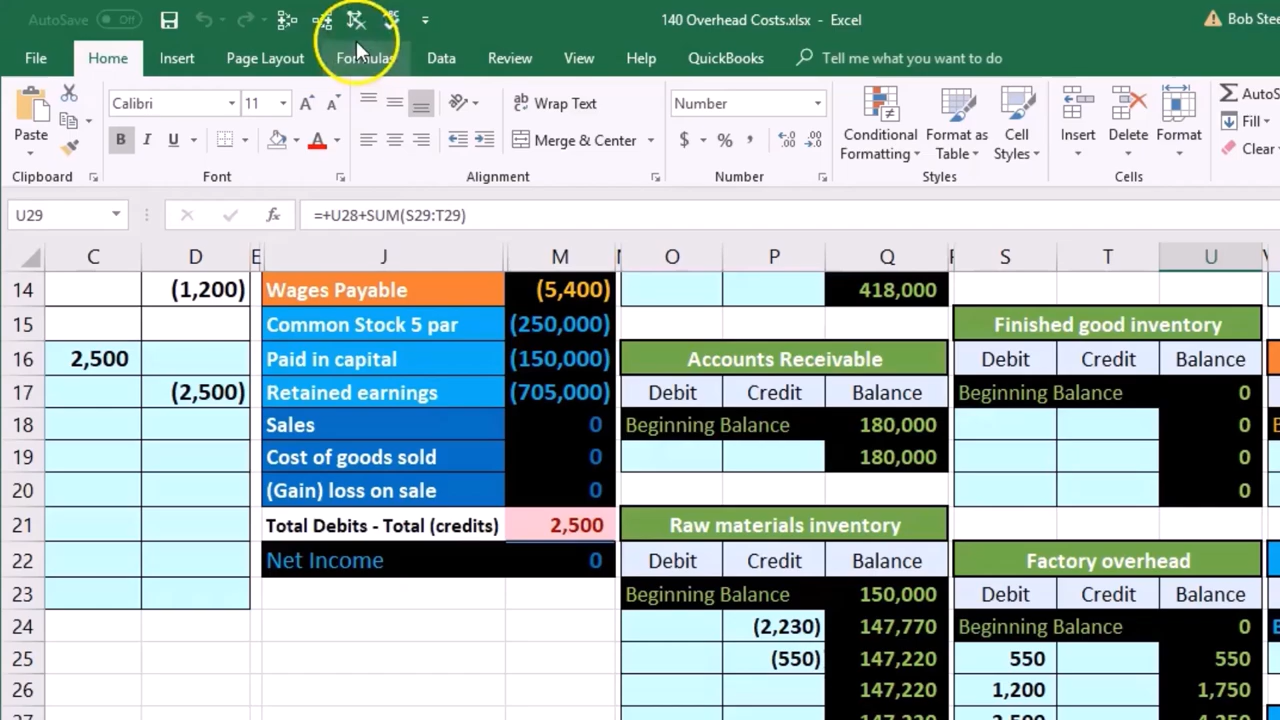 AutoSave Off
140 Overhead Costs.xlsx - Excel
Bob Stee
File Home Insert Page Layout Formulas Data Review View Help QuickBooks Tell me what you want to do
Paste
Calibri 11
Wrap Text
Number
Conditional Formatting
Format as Table
Cell Styles
Insert Delete Format
AutoS
Fill
Clear
B I U
Merge & Center
$ % ,
Clipboard Font Alignment Number Styles Cells
U29 fx =+U28+SUM(S29:T29)
C D E J M N O P Q R S T U V
14 (1,200) Wages Payable (5,400) 418,000
15 Common Stock 5 par (250,000) Finished good inventory
16 2,500 Paid in capital (150,000) Accounts Receivable Debit Credit Balance
17 (2,500) Retained earnings (705,000) Debit Credit Balance Beginning Balance 0
18 Sales 0 Beginning Balance 180,000 0
19 Cost of goods sold 0 180,000 0
20 (Gain) loss on sale 0 0
21 Total Debits - Total (credits) 2,500 Raw materials inventory
22 Net Income 0 Debit Credit Balance Factory overhead
23 Beginning Balance 150,000 Debit Credit Balance
24 (2,230) 147,770 Beginning Balance 0
25 (550) 147,220 550 550
26 147,220 1,200 1,750